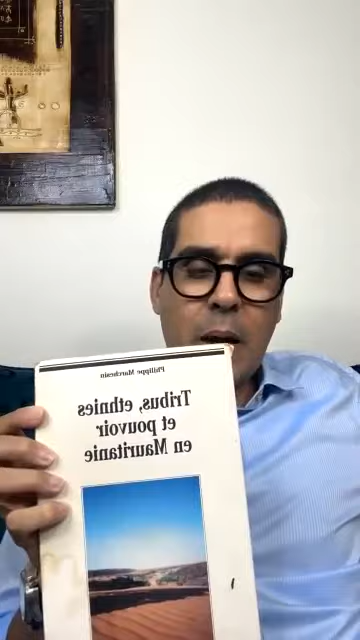 Philippe Marchesin
Tribus, ethnies
et pouvoir
en Mauritanie